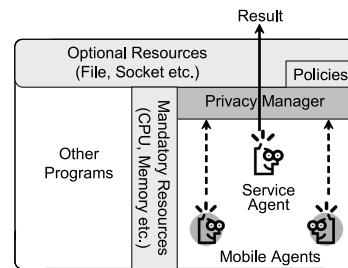 Result
Optional Resources
(File, Socket etc.)
Policies
Privacy Manager
Mandatory Resources
(CPU, Memory etc.)
Other
Programs
Service
Agent
Mobile Agents